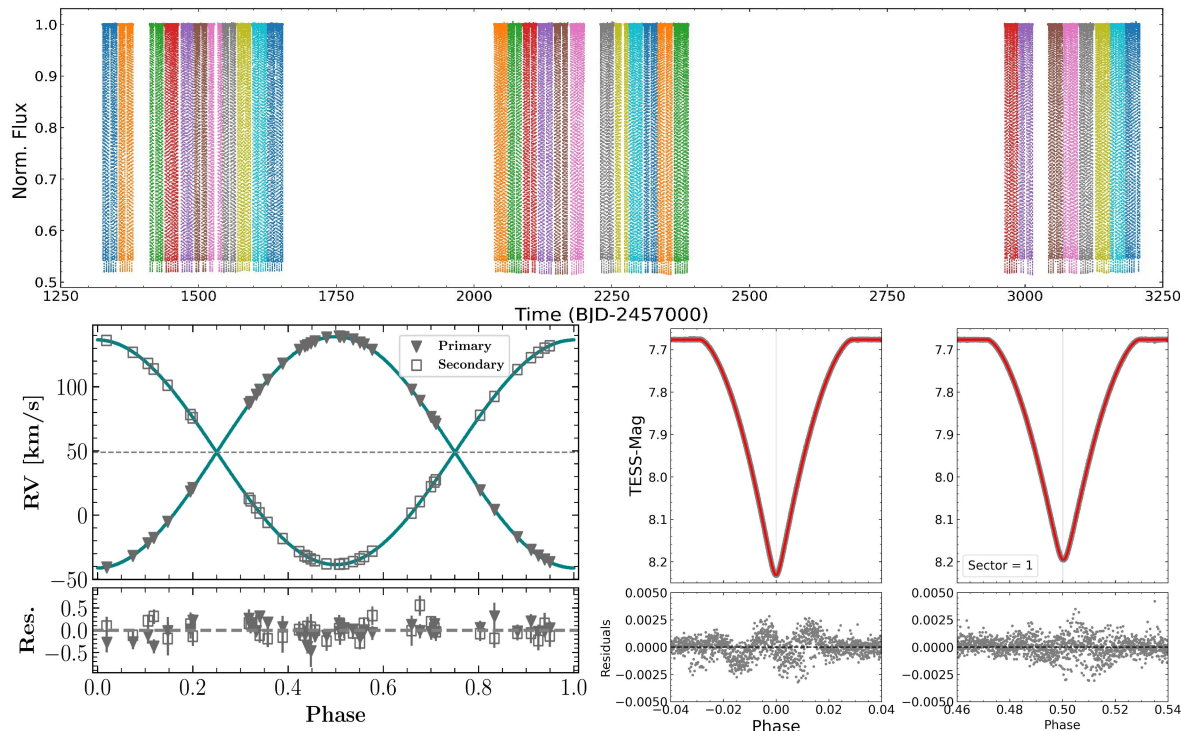 1.0
0.9
0.8
0.7
0.6
0.5
Norm. Flux
1250 1500 1750 2000 2250 2500 2750 3000 3250
Time (BJD-2457000)
100
50
0
−50
RV [km/s]
Primary
Secondary
0.5
0.0
−0.5
Res.
0.0 0.2 0.4 0.6 0.8 1.0
Phase
7.7
7.9
8.0
8.1
8.2
TESS-Mag
0.0050
0.0025
0.0000
−0.0025
−0.0050
Residuals
−0.04 −0.02 0.00 0.02 0.04
Phase
7.7
7.9
8.0
8.1
8.2
Sector = 1
0.0050
0.0025
0.0000
−0.0025
−0.0050
0.46 0.48 0.50 0.52 0.54
Phase